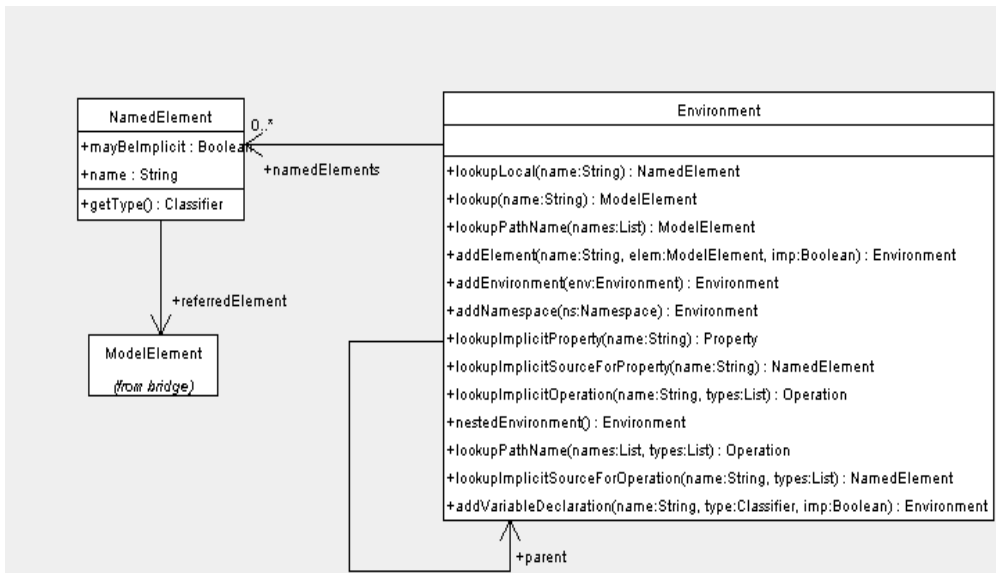 NamedElement
+mayBeImplicit : Boolean
+name : String
+getType() : Classifier
0..*
+namedElements
+referredElement
ModelElement
(from bridge)
Environment
+lookupLocal(name:String) : NamedElement
+lookup(name:String) : ModelElement
+lookupPathName(names:List) : ModelElement
+addElement(name:String, elem:ModelElement, imp:Boolean) : Environment
+addEnvironment(env:Environment) : Environment
+addNamespace(ns:Namespace) : Environment
+lookupImplicitProperty(name:String) : Property
+lookupImplicitSourceForProperty(name:String) : NamedElement
+lookupImplicitOperation(name:String, types:List) : Operation
+nestedEnvironment() : Environment
+lookupPathName(names:List, types:List) : Operation
+lookupImplicitSourceForOperation(name:String, types:List) : NamedElement
+addVariableDeclaration(name:String, type:Classifier, imp:Boolean) : Environment
+parent